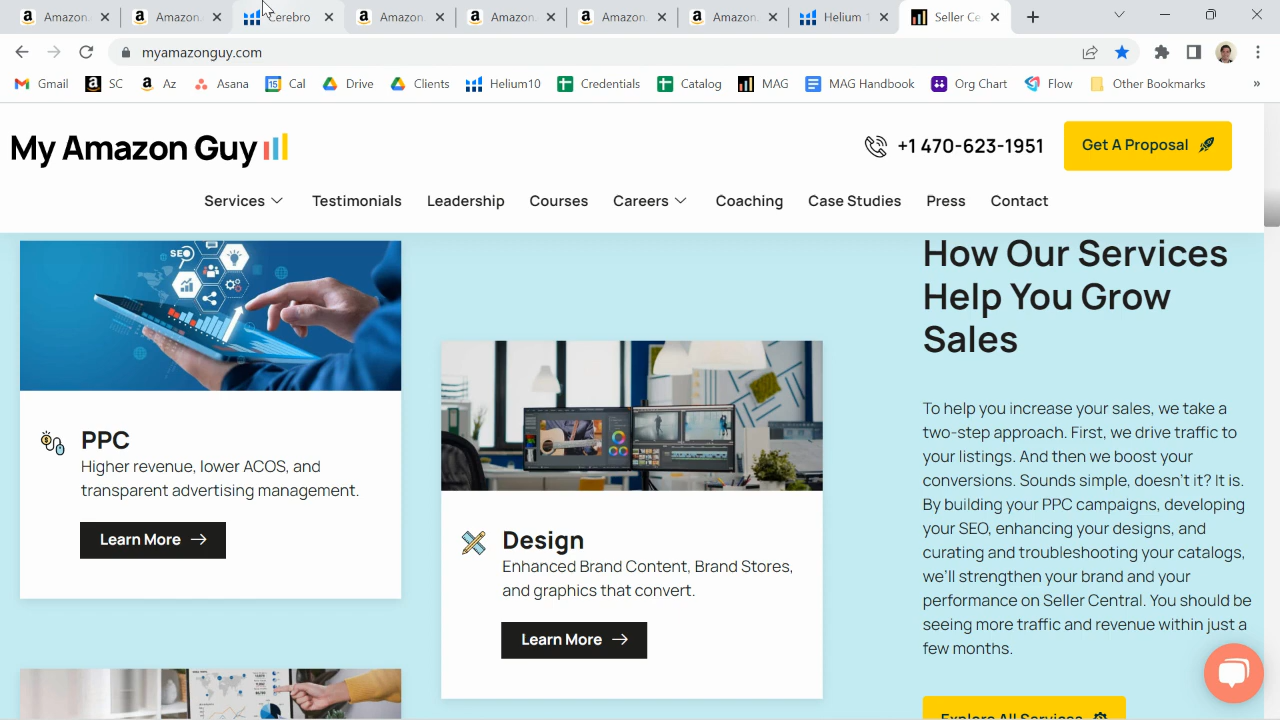 Amazon
Amazon
Cerebro
Amazon
Amazon
Amazon
Amazon
Helium 1
Seller Ce
myamazonguy.com
Gmail
SC
Az
Asana
Cal
Drive
Clients
Helium10
Credentials
Catalog
MAG
MAG Handbook
Org Chart
Flow
Other Bookmarks
»
My Amazon Guy
+1 470-623-1951
Get A Proposal
Services
Testimonials
Leadership
Courses
Careers
Coaching
Case Studies
Press
Contact
SEO
PPC
Higher revenue, lower ACOS, and
transparent advertising management.
Learn More
Design
Enhanced Brand Content, Brand Stores,
and graphics that convert.
Learn More
How Our Services
Help You Grow
Sales
To help you increase your sales, we take a
two-step approach. First, we drive traffic to
your listings. And then we boost your
conversions. Sounds simple, doesn't it? It is.
By building your PPC campaigns, developing
your SEO, enhancing your designs, and
curating and troubleshooting your catalogs,
we'll strengthen your brand and your
performance on Seller Central. You should be
seeing more traffic and revenue within just a
few months.
Explore All Services